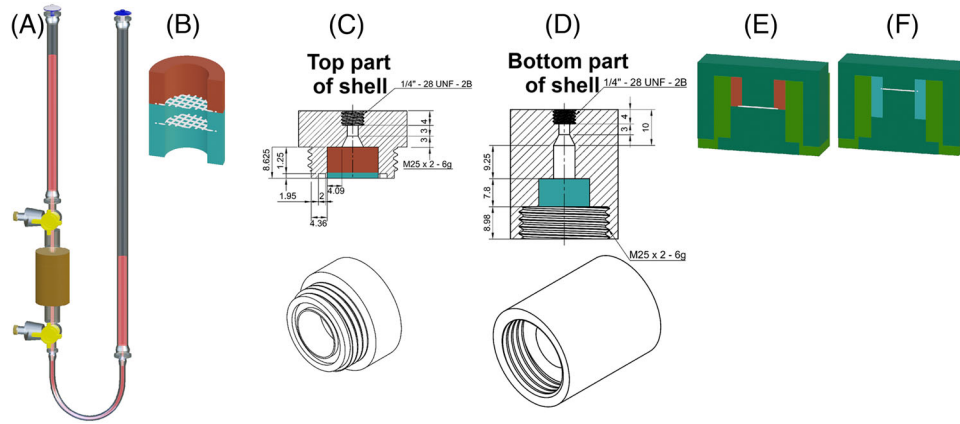 (A)
(B)
(C)
(D)
(E)
(F)
Top part
of shell
1/4" - 28 UNF - 2B
4
3
3
8.625
1.25
M25 x 2 - 6g
1.95
2
4.09
4.36
Bottom part
of shell
1/4" - 28 UNF - 2B
4
3
10
9.25
7.8
8.98
M25 x 2 - 6g